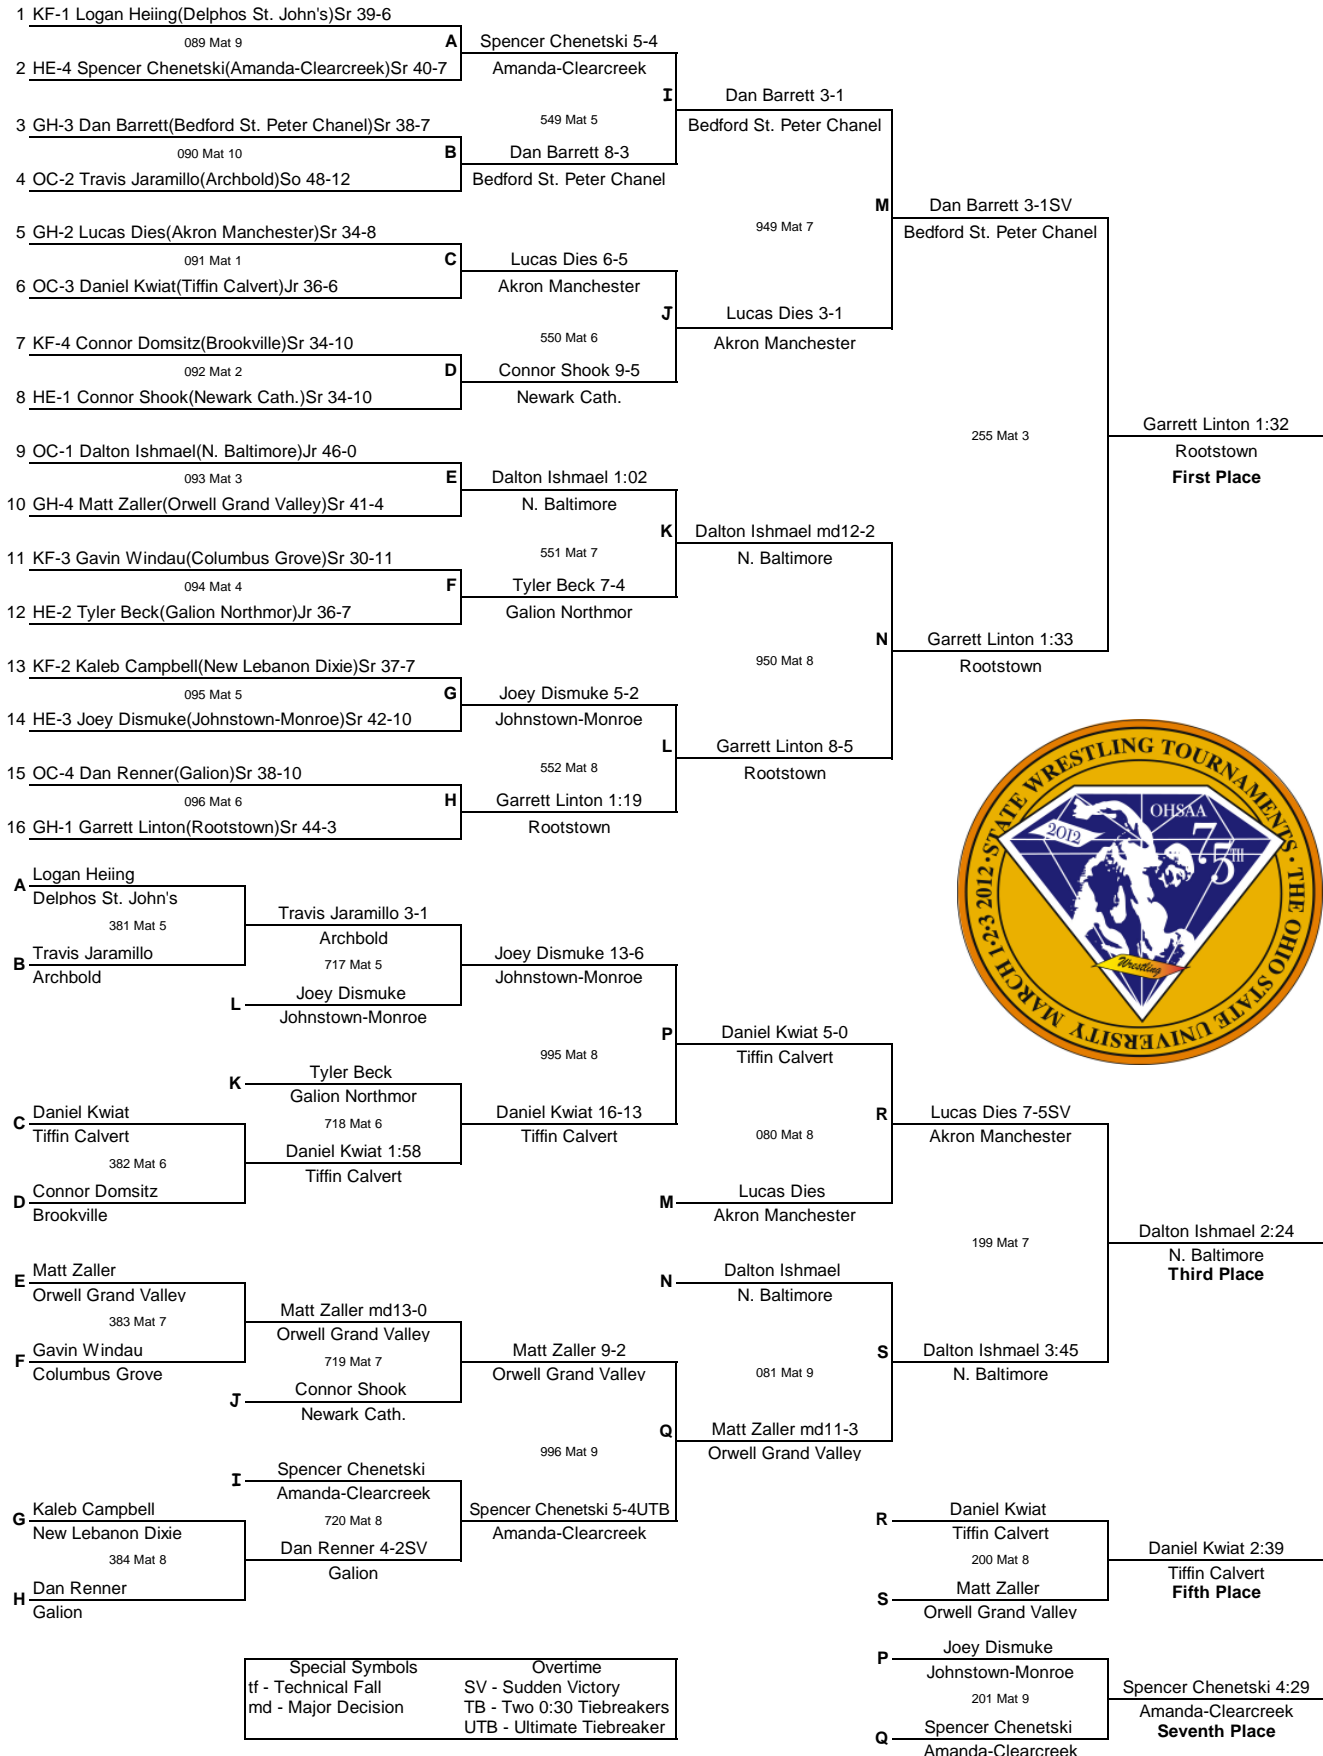 1 KF-1 Logan Heiing(Delphos St. John's)Sr 39-6
089 Mat 9
A
2 HE-4 Spencer Chenetski(Amanda-Clearcreek)Sr 40-7
Spencer Chenetski 5-4
Amanda-Clearcreek
I
549 Mat 5
3 GH-3 Dan Barrett(Bedford St. Peter Chanel)Sr 38-7
090 Mat 10
B
4 OC-2 Travis Jaramillo(Archbold)So 48-12
Dan Barrett 8-3
Bedford St. Peter Chanel
Dan Barrett 3-1
Bedford St. Peter Chanel
M
949 Mat 7
5 GH-2 Lucas Dies(Akron Manchester)Sr 34-8
091 Mat 1
C
6 OC-3 Daniel Kwiat(Tiffin Calvert)Jr 36-6
Lucas Dies 6-5
Akron Manchester
J
550 Mat 6
7 KF-4 Connor Domsitz(Brookville)Sr 34-10
092 Mat 2
D
8 HE-1 Connor Shook(Newark Cath.)Sr 34-10
Connor Shook 9-5
Newark Cath.
Lucas Dies 3-1
Akron Manchester
Dan Barrett 3-1SV
Bedford St. Peter Chanel
255 Mat 3
9 OC-1 Dalton Ishmael(N. Baltimore)Jr 46-0
093 Mat 3
E
10 GH-4 Matt Zaller(Orwell Grand Valley)Sr 41-4
Dalton Ishmael 1:02
N. Baltimore
K
551 Mat 7
11 KF-3 Gavin Windau(Columbus Grove)Sr 30-11
094 Mat 4
F
12 HE-2 Tyler Beck(Galion Northmor)Jr 36-7
Tyler Beck 7-4
Galion Northmor
Dalton Ishmael md12-2
N. Baltimore
N
950 Mat 8
13 KF-2 Kaleb Campbell(New Lebanon Dixie)Sr 37-7
095 Mat 5
G
14 HE-3 Joey Dismuke(Johnstown-Monroe)Sr 42-10
Joey Dismuke 5-2
Johnstown-Monroe
L
552 Mat 8
15 OC-4 Dan Renner(Galion)Sr 38-10
096 Mat 6
H
16 GH-1 Garrett Linton(Rootstown)Sr 44-3
Garrett Linton 1:19
Rootstown
Garrett Linton 8-5
Rootstown
Garrett Linton 1:33
Rootstown
Garrett Linton 1:32
Rootstown
First Place
MARCH 1-2-3 2012 • STATE WRESTLING TOURNAMENTS • THE OHIO STATE UNIVERSITY
OHSAA
2012
75TH
Wrestling
A Logan Heiing
Delphos St. John's
381 Mat 5
B Travis Jaramillo
Archbold
Travis Jaramillo 3-1
Archbold
717 Mat 5
L Joey Dismuke
Johnstown-Monroe
Joey Dismuke 13-6
Johnstown-Monroe
P
995 Mat 8
K Tyler Beck
Galion Northmor
718 Mat 6
C Daniel Kwiat
Tiffin Calvert
382 Mat 6
D Connor Domsitz
Brookville
Daniel Kwiat 1:58
Tiffin Calvert
Daniel Kwiat 16-13
Tiffin Calvert
Daniel Kwiat 5-0
Tiffin Calvert
R
080 Mat 8
M Lucas Dies
Akron Manchester
Lucas Dies 7-5SV
Akron Manchester
199 Mat 7
E Matt Zaller
Orwell Grand Valley
383 Mat 7
F Gavin Windau
Columbus Grove
Matt Zaller md13-0
Orwell Grand Valley
719 Mat 7
J Connor Shook
Newark Cath.
Matt Zaller 9-2
Orwell Grand Valley
Q
996 Mat 9
I Spencer Chenetski
Amanda-Clearcreek
720 Mat 8
G Kaleb Campbell
New Lebanon Dixie
384 Mat 8
H Dan Renner
Galion
Dan Renner 4-2SV
Galion
Spencer Chenetski 5-4UTB
Amanda-Clearcreek
N Dalton Ishmael
N. Baltimore
S
081 Mat 9
Matt Zaller md11-3
Orwell Grand Valley
Dalton Ishmael 3:45
N. Baltimore
Dalton Ishmael 2:24
N. Baltimore
Third Place
R Daniel Kwiat
Tiffin Calvert
200 Mat 8
S Matt Zaller
Orwell Grand Valley
Daniel Kwiat 2:39
Tiffin Calvert
Fifth Place
P Joey Dismuke
Johnstown-Monroe
201 Mat 9
Q Spencer Chenetski
Amanda-Clearcreek
Spencer Chenetski 4:29
Amanda-Clearcreek
Seventh Place
Special Symbols Overtime
tf - Technical Fall SV - Sudden Victory
md - Major Decision TB - Two 0:30 Tiebreakers
UTB - Ultimate Tiebreaker